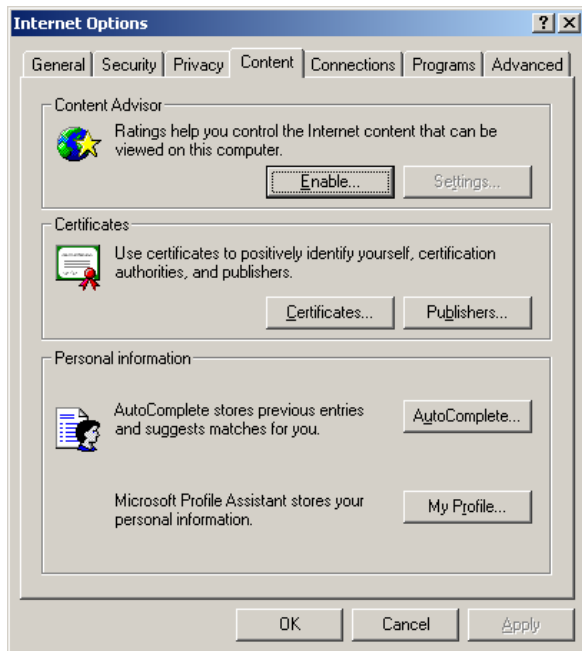 Internet Options
General Security Privacy Content Connections Programs Advanced
Content Advisor
Ratings help you control the Internet content that can be
viewed on this computer.
Enable... Settings...
Certificates
Use certificates to positively identify yourself, certification
authorities, and publishers.
Certificates... Publishers...
Personal information
AutoComplete stores previous entries
and suggests matches for you.
AutoComplete...
Microsoft Profile Assistant stores your
personal information.
My Profile...
OK Cancel Apply